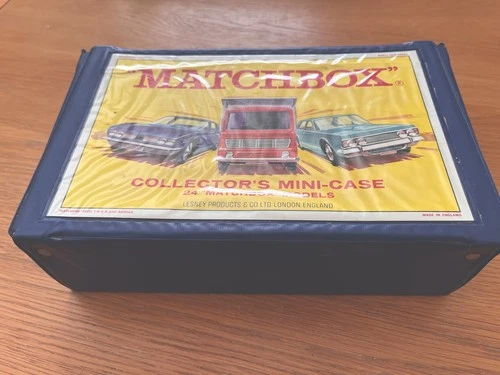 "MATCHBOX"®
COLLECTOR'S MINI-CASE
24 "MATCHBOX" MODELS
LESNEY PRODUCTS & CO LTD LONDON, ENGLAND
MADE IN ENGLAND